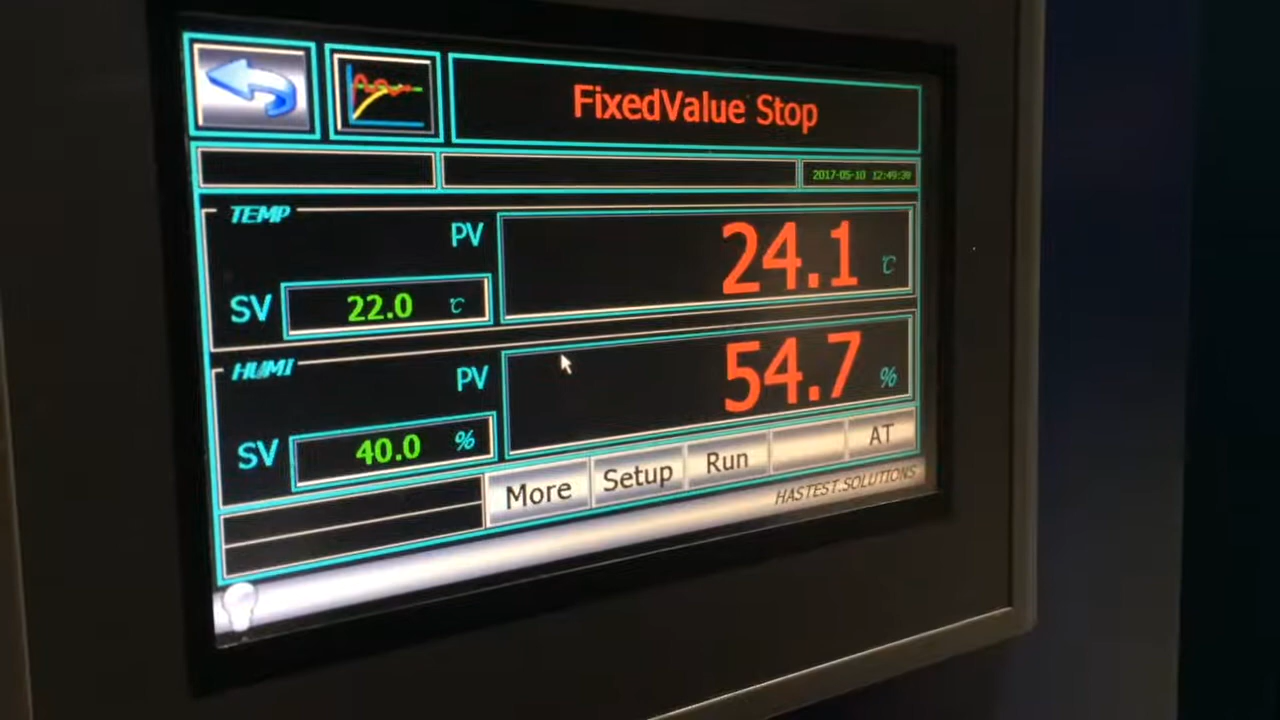 FixedValue Stop
2017-05-10 12:49:30
TEMP
PV
24.1 ℃
SV 22.0 ℃
HUMI
PV
54.7 %
SV 40.0 %
More Setup Run AT
HASTEST.SOLUTIONS